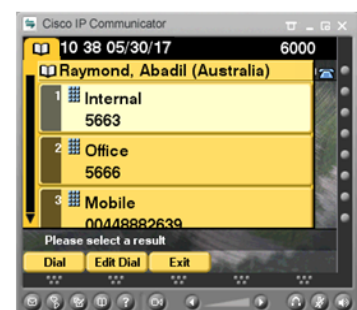 Cisco IP Communicator
10 38 05/30/17 6000
Raymond, Abadil (Australia)
1 Internal
5663
2 Office
5666
3 Mobile
00448882639
Please select a result
Dial Edit Dial Exit